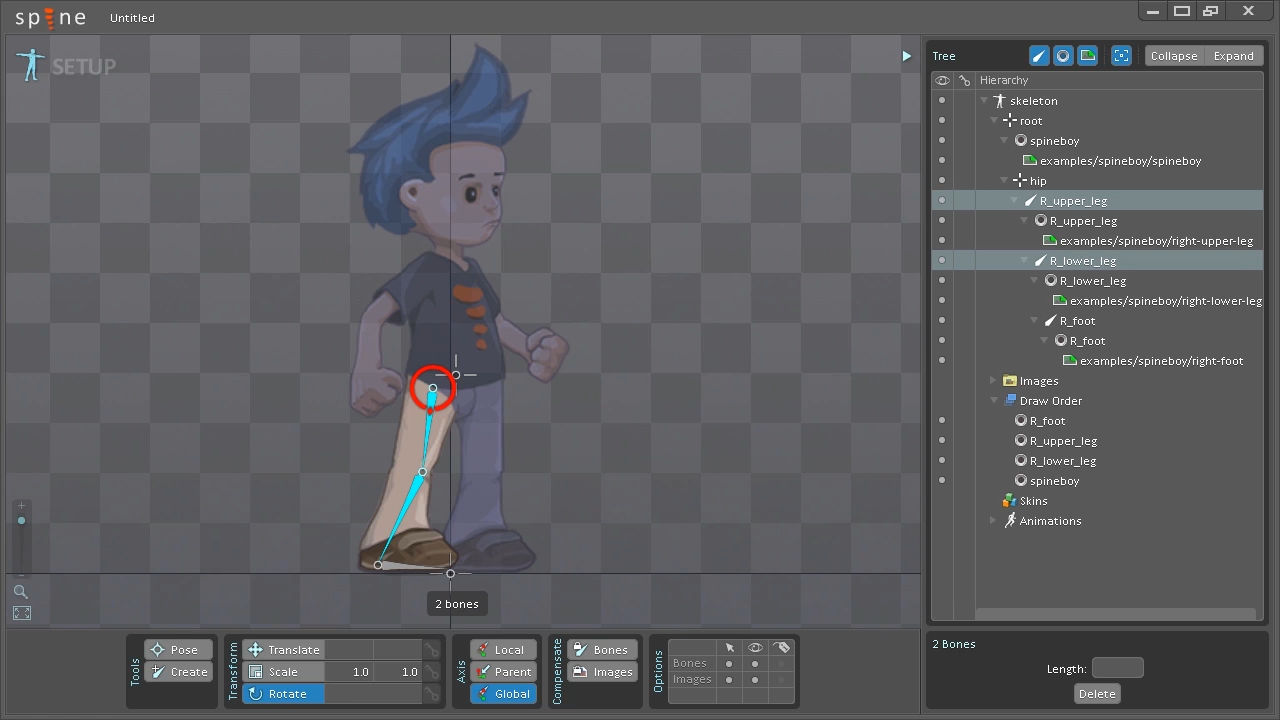 spine Untitled
SETUP
Tree Collapse Expand
Hierarchy
skeleton
root
spineboy
examples/spineboy/spineboy
hip
R_upper_leg
R_upper_leg
examples/spineboy/right-upper-leg
R_lower_leg
R_lower_leg
examples/spineboy/right-lower-leg
R_foot
R_foot
examples/spineboy/right-foot
Images
Draw Order
R_foot
R_upper_leg
R_lower_leg
spineboy
Skins
Animations
2 bones
Tools
Pose
Create
Transform
Translate
Scale 1.0 1.0
Rotate
Axis
Local
Parent
Global
Compensate
Bones
Images
Options
Bones
Images
2 Bones
Length:
Delete